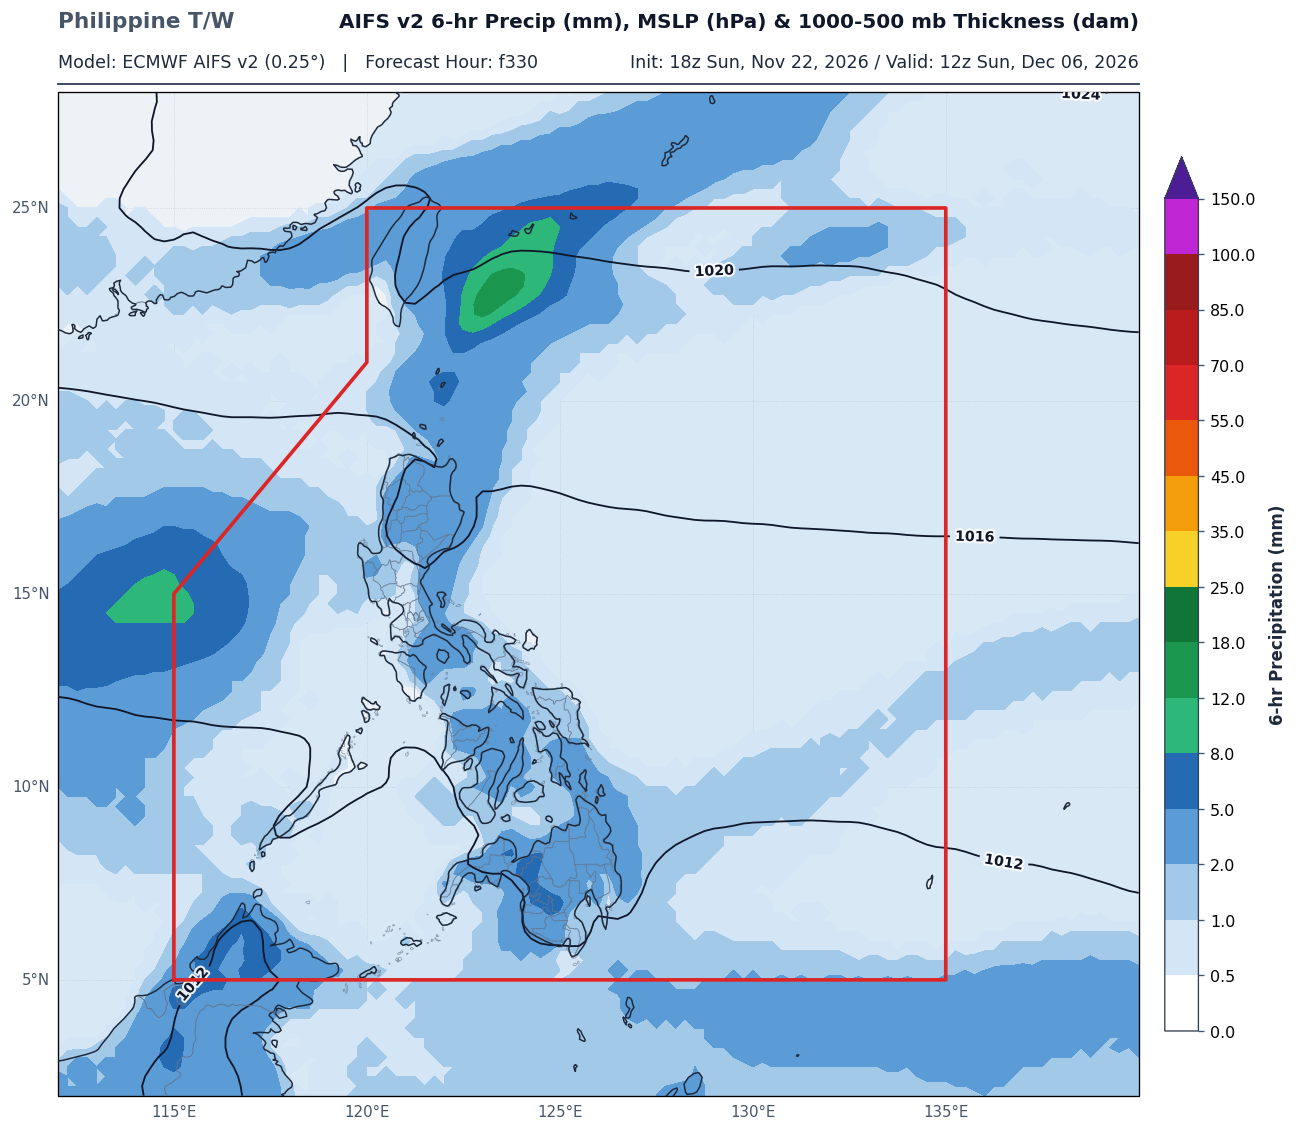 Philippine T/W
AIFS v2 6-hr Precip (mm), MSLP (hPa) & 1000-500 mb Thickness (dam)
Model: ECMWF AIFS v2 (0.25°) | Forecast Hour: f330
Init: 18z Sun, Nov 22, 2026 / Valid: 12z Sun, Dec 06, 2026
1024
25°N
20°N
15°N
10°N
5°N
1020
1016
1012
1012
115°E
120°E
125°E
130°E
135°E
150.0
100.0
85.0
70.0
55.0
45.0
35.0
25.0
18.0
12.0
8.0
5.0
2.0
1.0
0.5
0.0
6-hr Precipitation (mm)